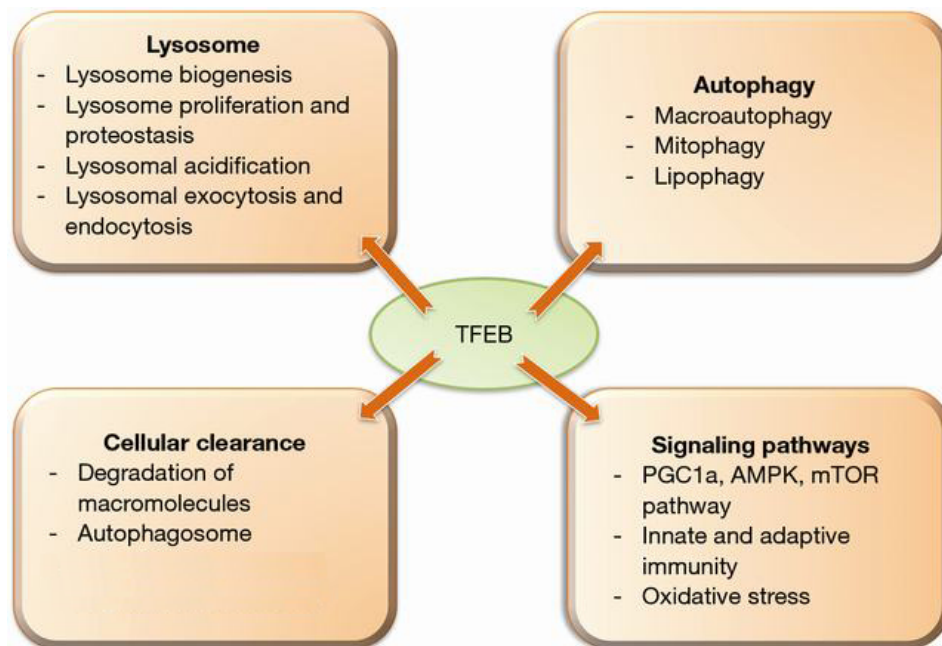 Lysosome
- Lysosome biogenesis
- Lysosome proliferation and
proteostasis
- Lysosomal acidification
- Lysosomal exocytosis and
endocytosis
Autophagy
- Macroautophagy
- Mitophagy
- Lipophagy
TFEB
Cellular clearance
- Degradation of
macromolecules
- Autophagosome
Signaling pathways
- PGC1a, AMPK, mTOR
pathway
- Innate and adaptive
immunity
- Oxidative stress